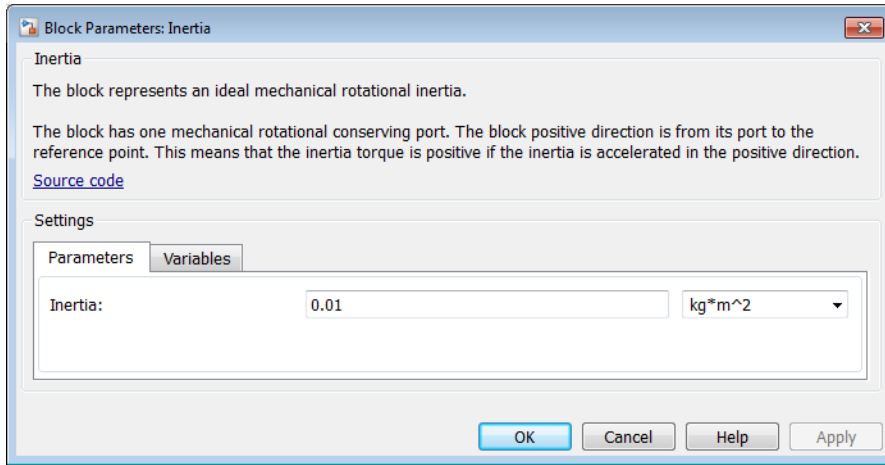 Block Parameters: Inertia
Inertia
The block represents an ideal mechanical rotational inertia.
The block has one mechanical rotational conserving port. The block positive direction is from its port to the
reference point. This means that the inertia torque is positive if the inertia is accelerated in the positive direction.
Source code
Settings
Parameters Variables
Inertia: 0.01 kg*m^2
OK Cancel Help Apply